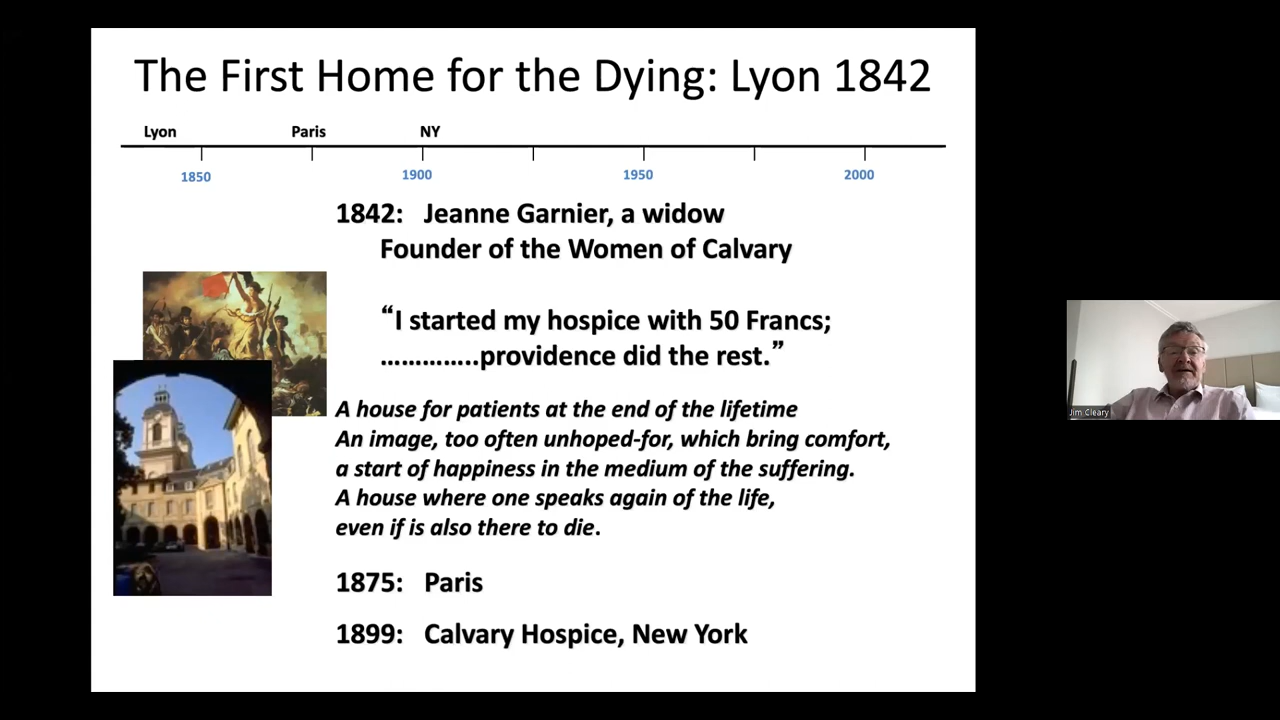 The First Home for the Dying: Lyon 1842
Lyon Paris NY
1850 1900 1950 2000
1842: Jeanne Garnier, a widow
Founder of the Women of Calvary
“I started my hospice with 50 Francs;
…………..providence did the rest.”
A house for patients at the end of the lifetime
An image, too often unhoped-for, which bring comfort,
a start of happiness in the medium of the suffering.
A house where one speaks again of the life,
even if is also there to die.
1875: Paris
1899: Calvary Hospice, New York
Jim Cleary